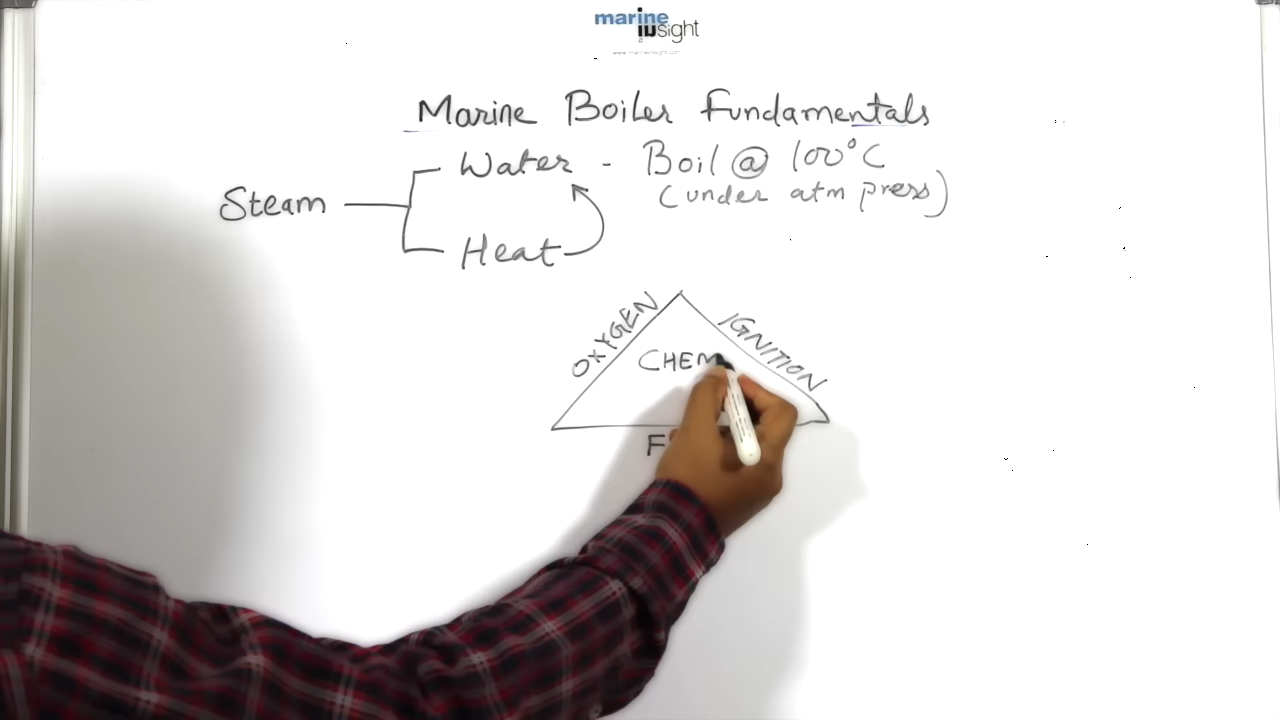 marine
insight
Marine Boiler Fundamentals
Water - Boil @ 100°C
(under atm press)
Steam
Heat
OXYGEN
IGNITION
CHEM
F